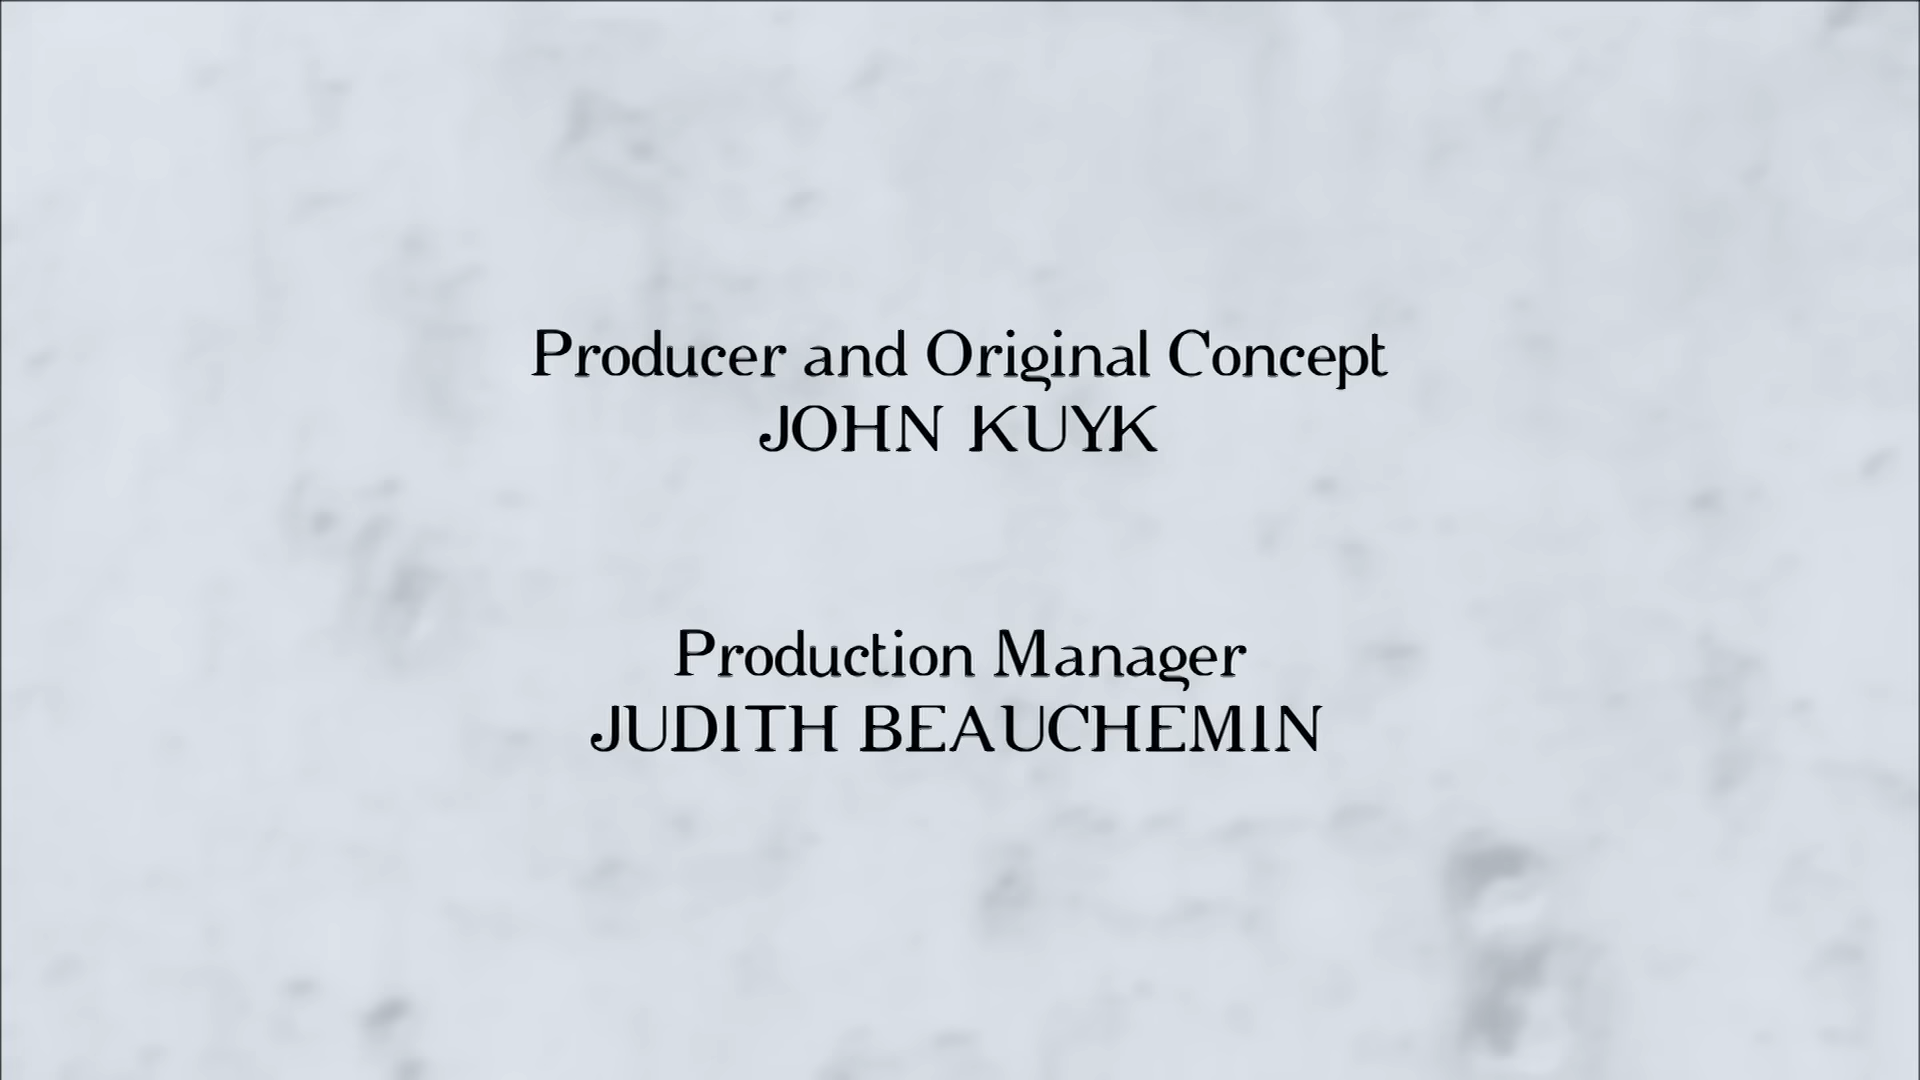 Producer and Original Concept
JOHN KUYK
Production Manager
JUDITH BEAUCHEMIN